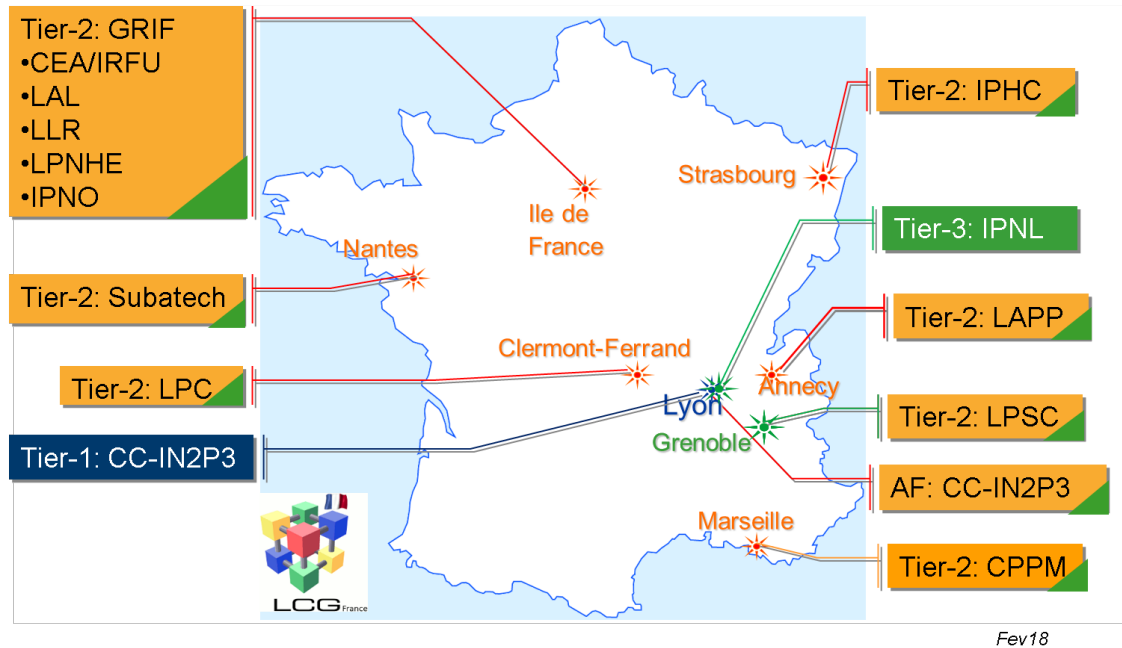 Tier-2: GRIF
•CEA/IRFU
•LAL
•LLR
•LPNHE
•IPNO
Tier-2: Subatech
Tier-2: LPC
Tier-1: CC-IN2P3
Ile de
France
Nantes
Clermont-Ferrand
Strasbourg
Annecy
Lyon
Grenoble
Marseille
Tier-2: IPHC
Tier-3: IPNL
Tier-2: LAPP
Tier-2: LPSC
AF: CC-IN2P3
Tier-2: CPPM
LCG France
Fev18